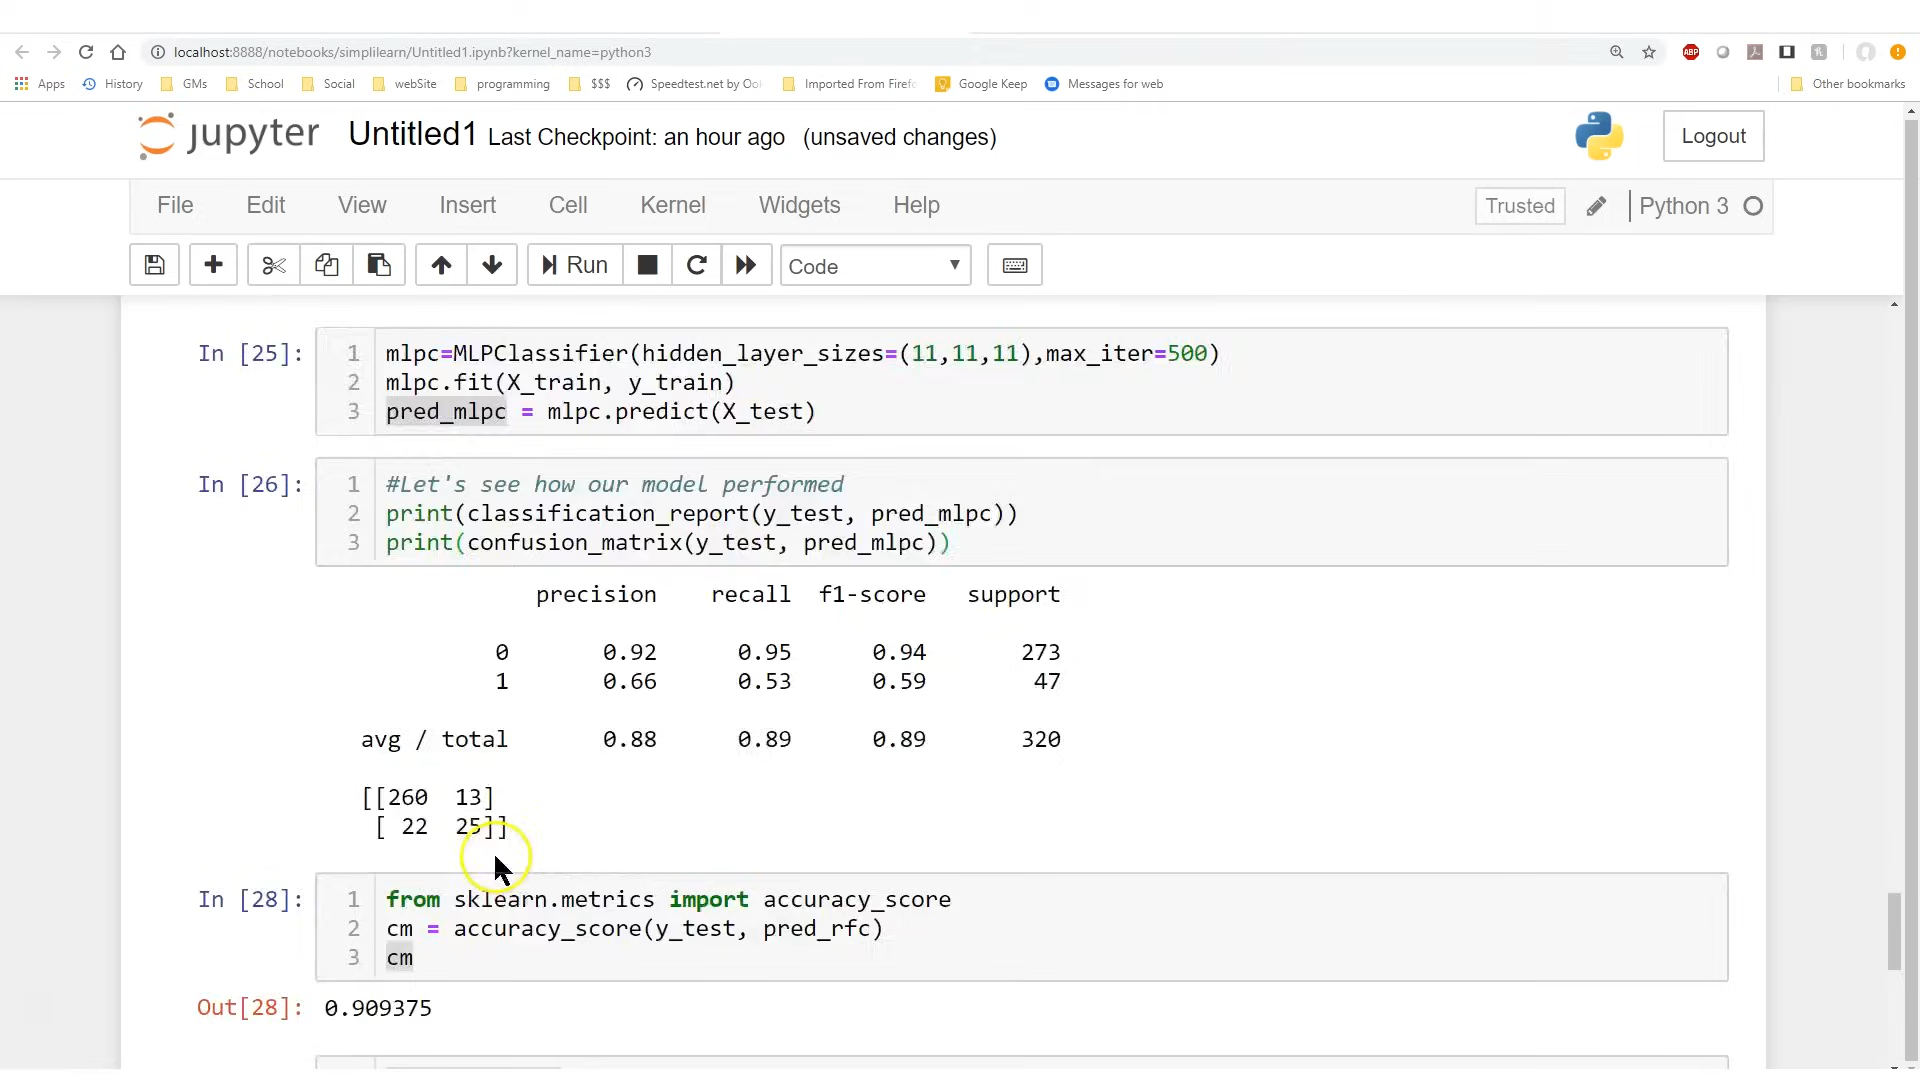 localhost:8888/notebooks/simplilearn/Untitled1.ipynb?kernel_name=python3
ABP
Apps History GMs School Social webSite programming $$$ Speedtest.net by Ook Imported From Firefo Google Keep Messages for web Other bookmarks
jupyter Untitled1 Last Checkpoint: an hour ago (unsaved changes) Logout
File Edit View Insert Cell Kernel Widgets Help Trusted Python 3
Run Code
In [25]: 1 mlpc=MLPClassifier(hidden_layer_sizes=(11,11,11),max_iter=500)
2 mlpc.fit(X_train, y_train)
3 pred_mlpc = mlpc.predict(X_test)
In [26]: 1 #Let's see how our model performed
2 print(classification_report(y_test, pred_mlpc))
3 print(confusion_matrix(y_test, pred_mlpc))
precision recall f1-score support
0 0.92 0.95 0.94 273
1 0.66 0.53 0.59 47
avg / total 0.88 0.89 0.89 320
[[260 13]
[ 22 25]]
In [28]: 1 from sklearn.metrics import accuracy_score
2 cm = accuracy_score(y_test, pred_rfc)
3 cm
Out[28]: 0.909375